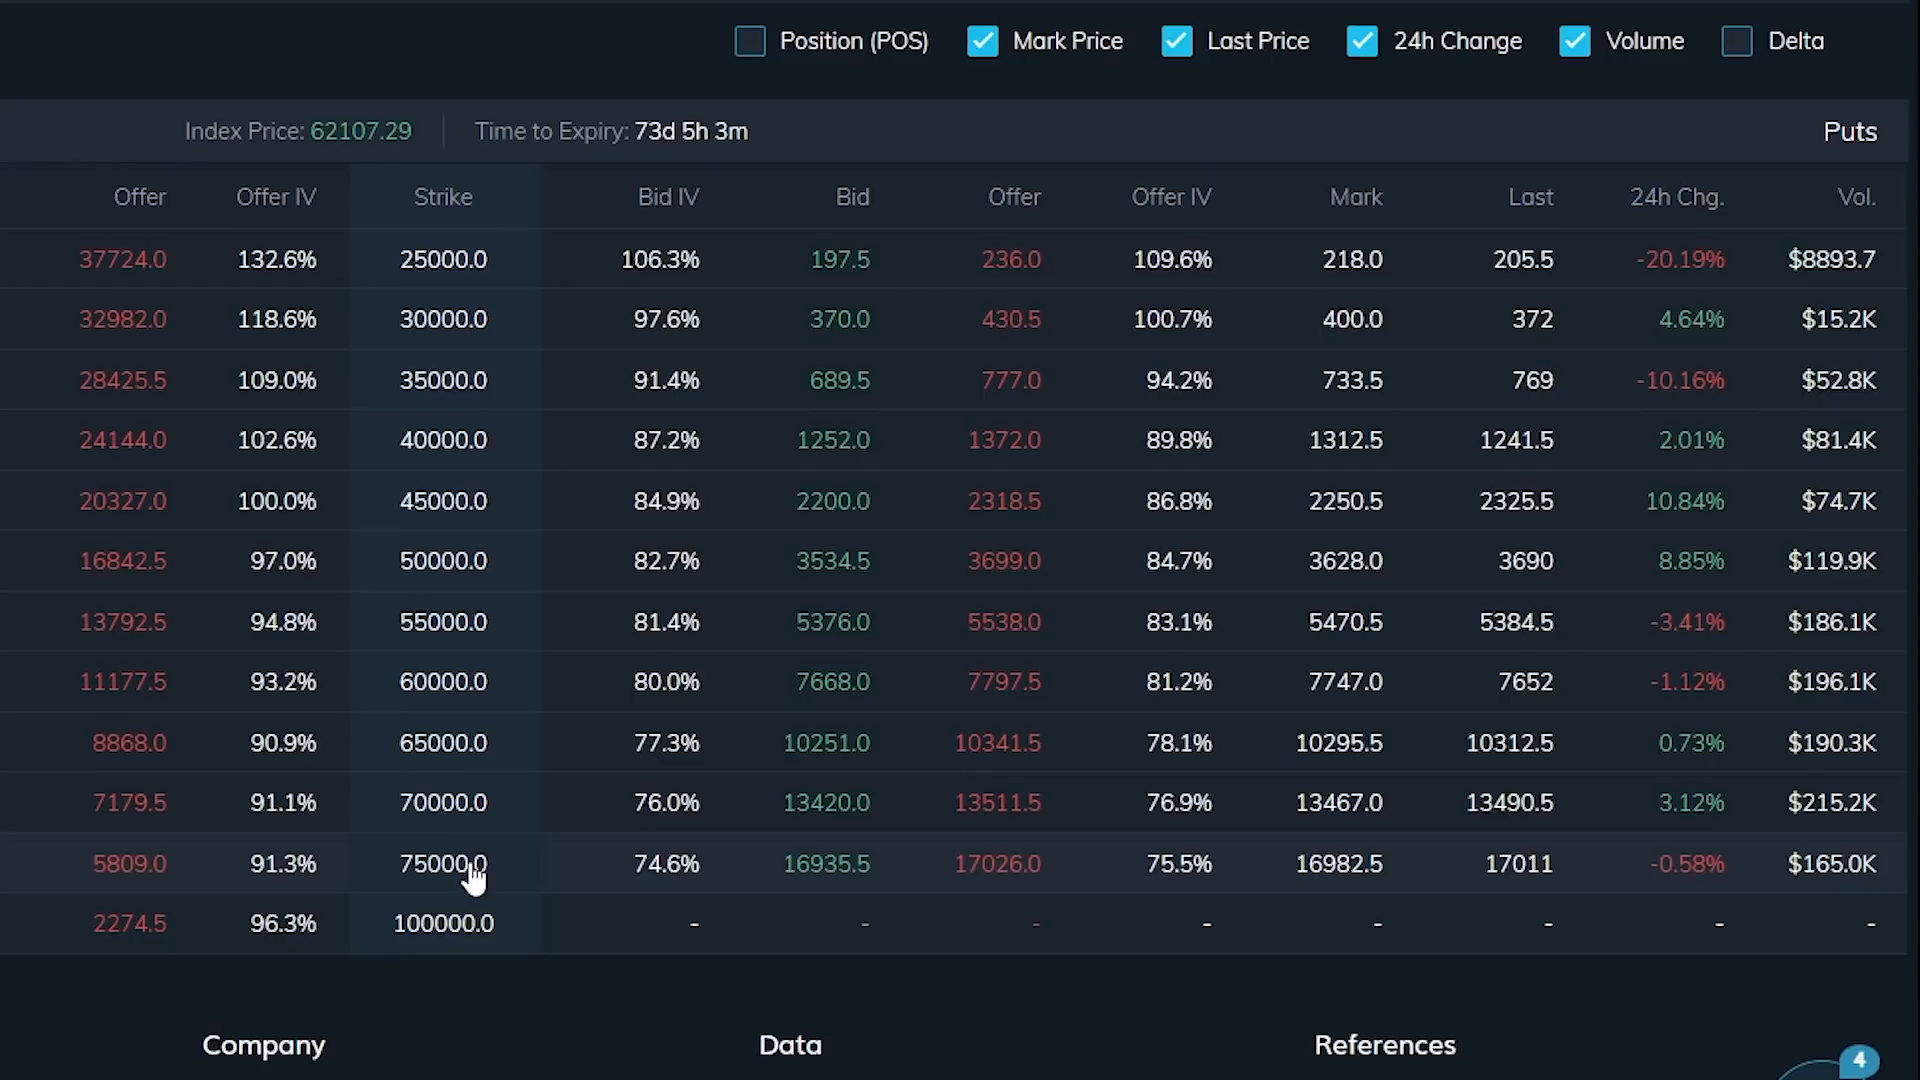 Position (POS) Mark Price Last Price 24h Change Volume Delta
Index Price: 62107.29 Time to Expiry: 73d 5h 3m Puts
Offer Offer IV Strike Bid IV Bid Offer Offer IV Mark Last 24h Chg. Vol.
37724.0 132.6% 25000.0 106.3% 197.5 236.0 109.6% 218.0 205.5 -20.19% $8893.7
32982.0 118.6% 30000.0 97.6% 370.0 430.5 100.7% 400.0 372 4.64% $15.2K
28425.5 109.0% 35000.0 91.4% 689.5 777.0 94.2% 733.5 769 -10.16% $52.8K
24144.0 102.6% 40000.0 87.2% 1252.0 1372.0 89.8% 1312.5 1241.5 2.01% $81.4K
20327.0 100.0% 45000.0 84.9% 2200.0 2318.5 86.8% 2250.5 2325.5 10.84% $74.7K
16842.5 97.0% 50000.0 82.7% 3534.5 3699.0 84.7% 3628.0 3690 8.85% $119.9K
13792.5 94.8% 55000.0 81.4% 5376.0 5538.0 83.1% 5470.5 5384.5 -3.41% $186.1K
11177.5 93.2% 60000.0 80.0% 7668.0 7797.5 81.2% 7747.0 7652 -1.12% $196.1K
8868.0 90.9% 65000.0 77.3% 10251.0 10341.5 78.1% 10295.5 10312.5 0.73% $190.3K
7179.5 91.1% 70000.0 76.0% 13420.0 13511.5 76.9% 13467.0 13490.5 3.12% $215.2K
5809.0 91.3% 75000.0 74.6% 16935.5 17026.0 75.5% 16982.5 17011 -0.58% $165.0K
2274.5 96.3% 100000.0 - - - - - - - -
Company Data References
4